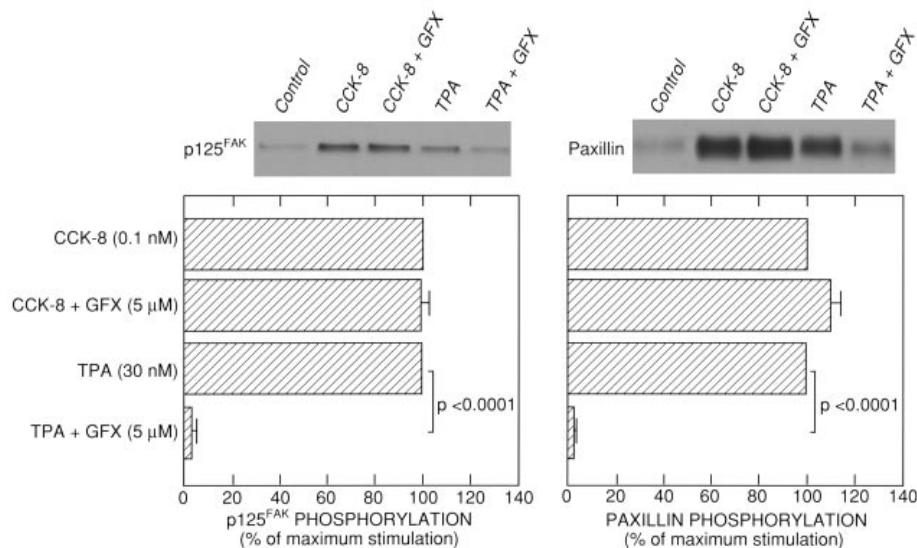 Control
CCK-8
CCK-8 + GFX
TPA
TPA + GFX
p125FAK
Control
CCK-8
CCK-8 + GFX
TPA
TPA + GFX
Paxillin
CCK-8 (0.1 nM)
CCK-8 + GFX (5 μM)
TPA (30 nM)
TPA + GFX (5 μM)
p <0.0001
p <0.0001
0 20 40 60 80 100 120 140
p125FAK PHOSPHORYLATION
(% of maximum stimulation)
0 20 40 60 80 100 120 140
PAXILLIN PHOSPHORYLATION
(% of maximum stimulation)